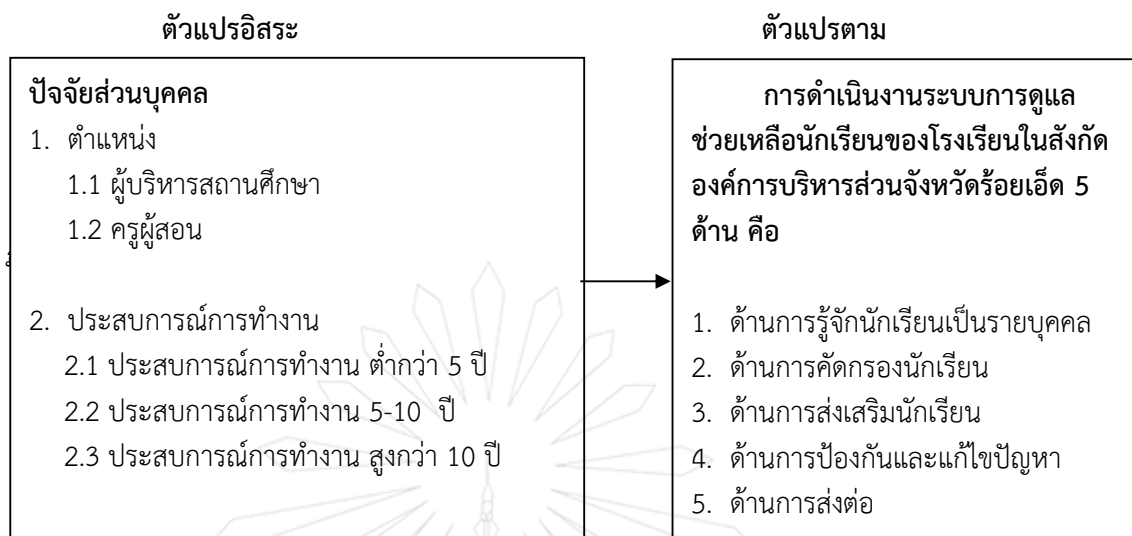 ตัวแปรอิสระ
ปัจจัยส่วนบุคคล
1. ตำแหน่ง
1.1 ผู้บริหารสถานศึกษา
1.2 ครูผู้สอน
2. ประสบการณ์การทำงาน
2.1 ประสบการณ์การทำงาน ต่ำกว่า 5 ปี
2.2 ประสบการณ์การทำงาน 5-10 ปี
2.3 ประสบการณ์การทำงาน สูงกว่า 10 ปี
ตัวแปรตาม
การดำเนินงานระบบการดูแล
ช่วยเหลือนักเรียนของโรงเรียนในสังกัด
องค์การบริหารส่วนจังหวัดร้อยเอ็ด 5
ด้าน คือ
1. ด้านการรู้จักนักเรียนเป็นรายบุคคล
2. ด้านการคัดกรองนักเรียน
3. ด้านการส่งเสริมนักเรียน
4. ด้านการป้องกันและแก้ไขปัญหา
5. ด้านการส่งต่อ